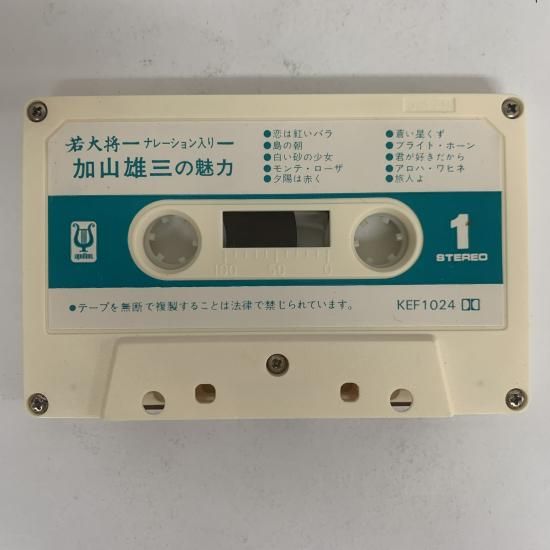 若大将ーナレーション入りー
加山雄三の魅力
●恋は紅いバラ
●島の朝
●白い砂の少女
●モンテ・ローザ
●夕陽は赤く
●蒼い星くず
●ブライト・ホーン
●君が好きだから
●アロハ・ワヒネ
●旅人よ
apollon
100 50 0
1
STEREO
●テープを無断で複製することは法律で禁じられています。
KEF1024